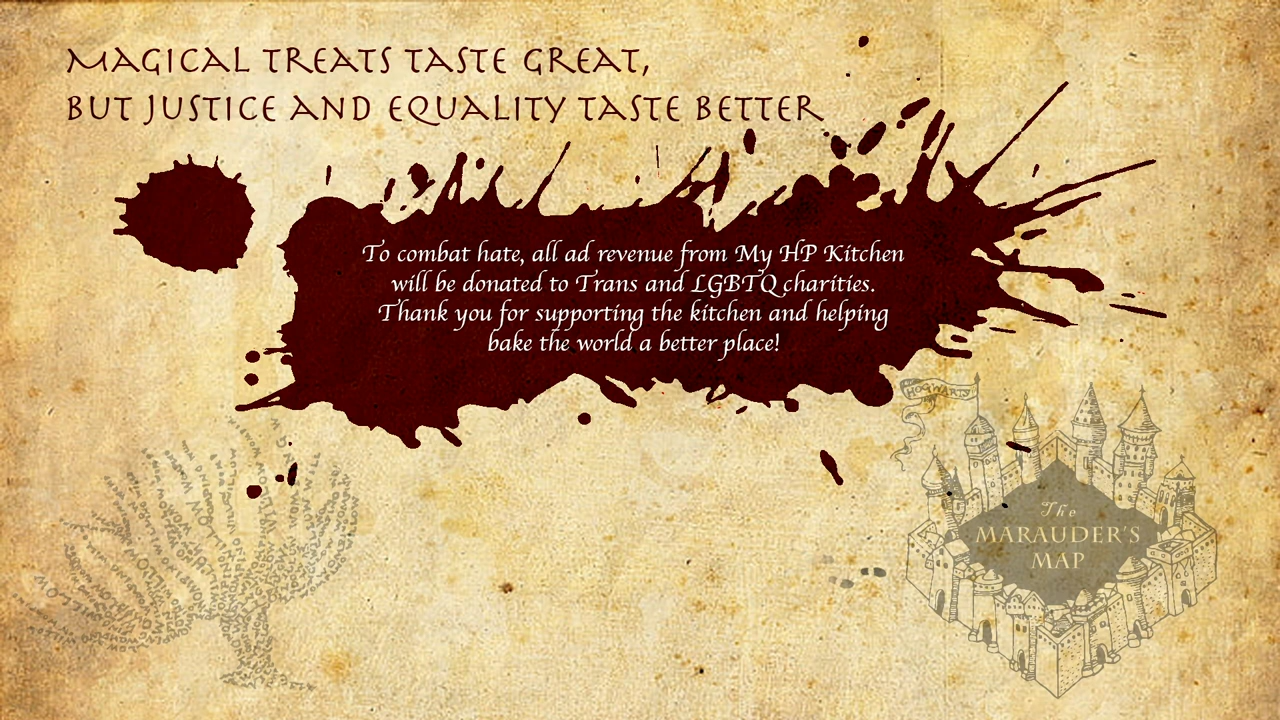 MAGICAL TREATS TASTE GREAT,
BUT JUSTICE AND EQUALITY TASTE BETTER
To combat hate, all ad revenue from My HP Kitchen
will be donated to Trans and LGBTQ charities.
Thank you for supporting the kitchen and helping
bake the world a better place!
HOGWARTS
The
MARAUDER'S
MAP